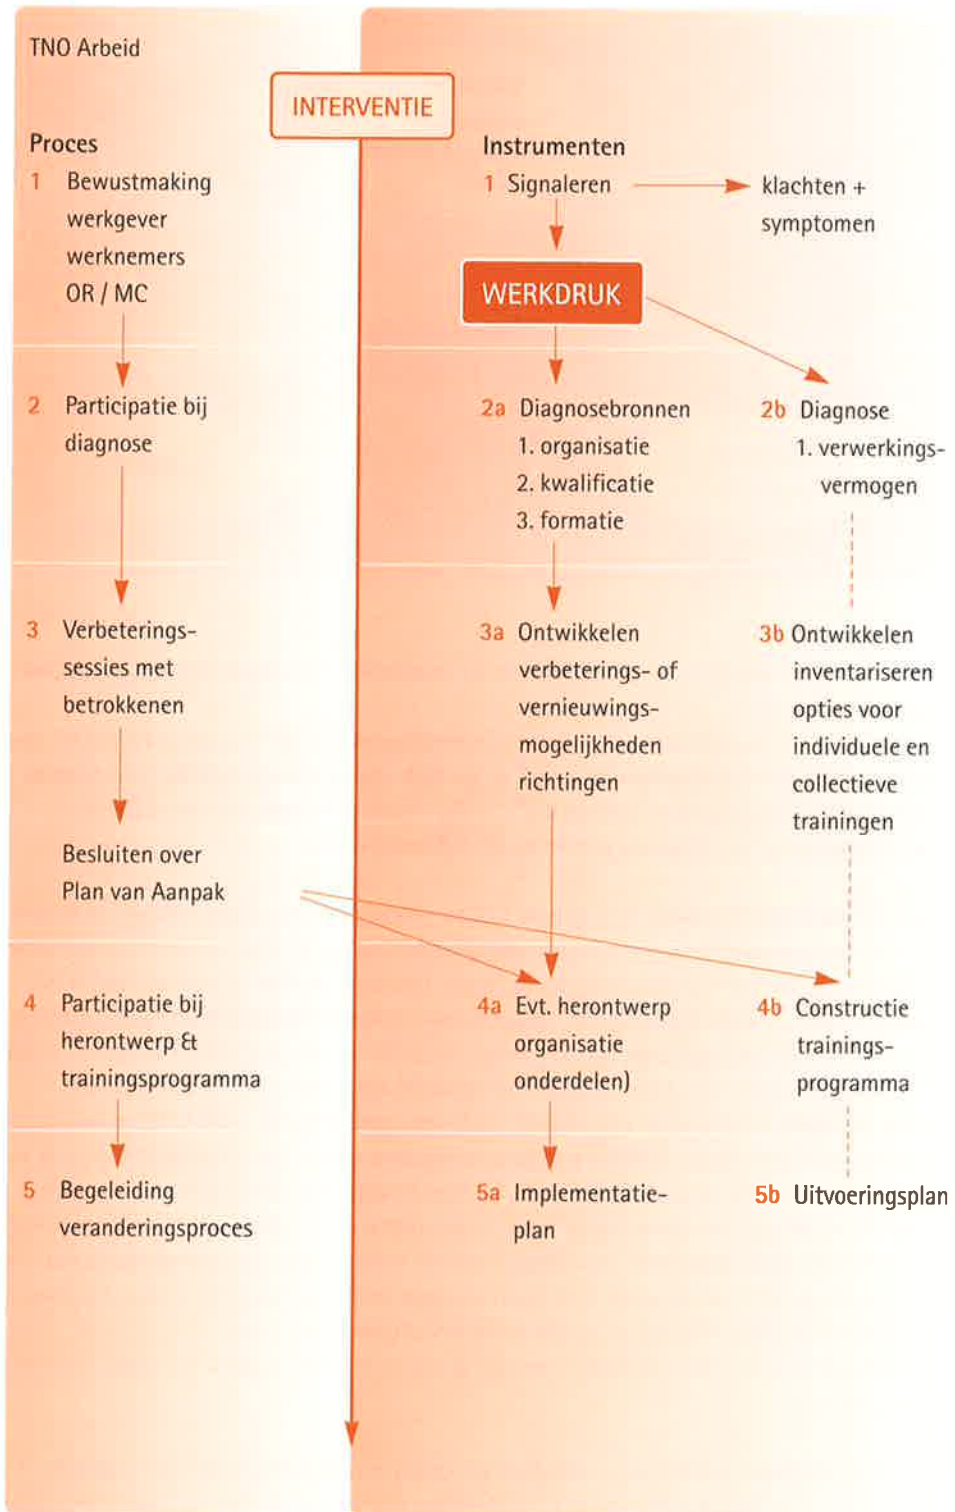 TNO Arbeid
INTERVENTIE
Proces
1 Bewustmaking
werkgever
werknemers
OR / MC
2 Participatie bij
diagnose
3 Verbeterings-
sessies met
betrokkenen
Besluiten over
Plan van Aanpak
4 Participatie bij
herontwerp &
trainingsprogramma
5 Begeleiding
veranderingsproces
Instrumenten
1 Signaleren
klachten +
symptomen
WERKDRUK
2a Diagnosebronnen
1. organisatie
2. kwalificatie
3. formatie
2b Diagnose
1. verwerkings-
vermogen
3a Ontwikkelen
verbeterings- of
vernieuwings-
mogelijkheden
richtingen
3b Ontwikkelen
inventariseren
opties voor
individuele en
collectieve
trainingen
4a Evt. herontwerp
organisatie
onderdelen)
4b Constructie
trainings-
programma
5a Implementatie-
plan
5b Uitvoeringsplan